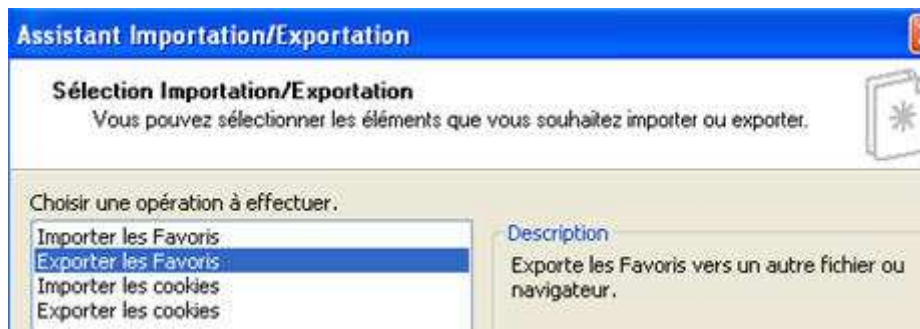 Assistant Importation/Exportation
Sélection Importation/Exportation
Vous pouvez sélectionner les éléments que vous souhaitez importer ou exporter.
Choisir une opération à effectuer.
Importer les Favoris
Exporter les Favoris
Importer les cookies
Exporter les cookies
Description
Exporte les Favoris vers un autre fichier ou
navigateur.